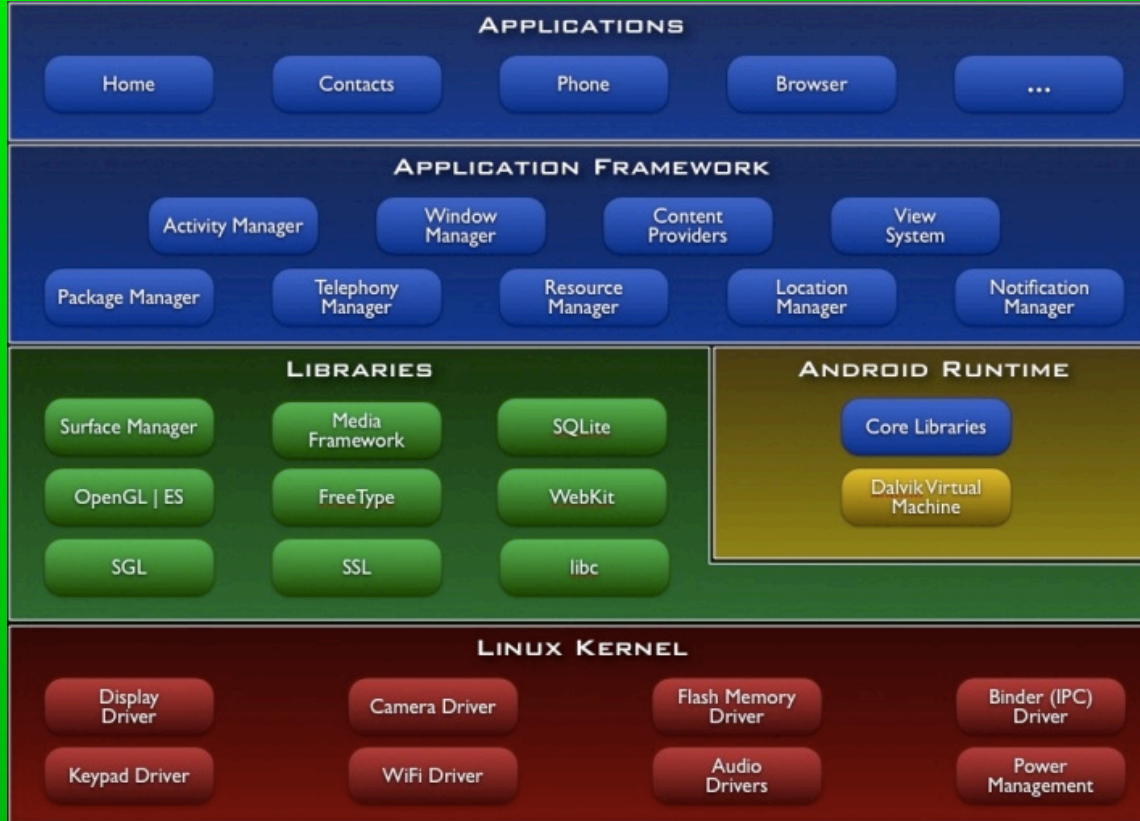 APPLICATIONS
Home
Contacts
Phone
Browser
...
APPLICATION FRAMEWORK
Activity Manager
Window
Manager
Content
Providers
View
System
Package Manager
Telephony
Manager
Resource
Manager
Location
Manager
Notification
Manager
LIBRARIES
Surface Manager
Media
Framework
SQLite
OpenGL | ES
FreeType
WebKit
SGL
SSL
libc
ANDROID RUNTIME
Core Libraries
Dalvik Virtual
Machine
LINUX KERNEL
Display
Driver
Camera Driver
Flash Memory
Driver
Binder (IPC)
Driver
Keypad Driver
WiFi Driver
Audio
Drivers
Power
Management